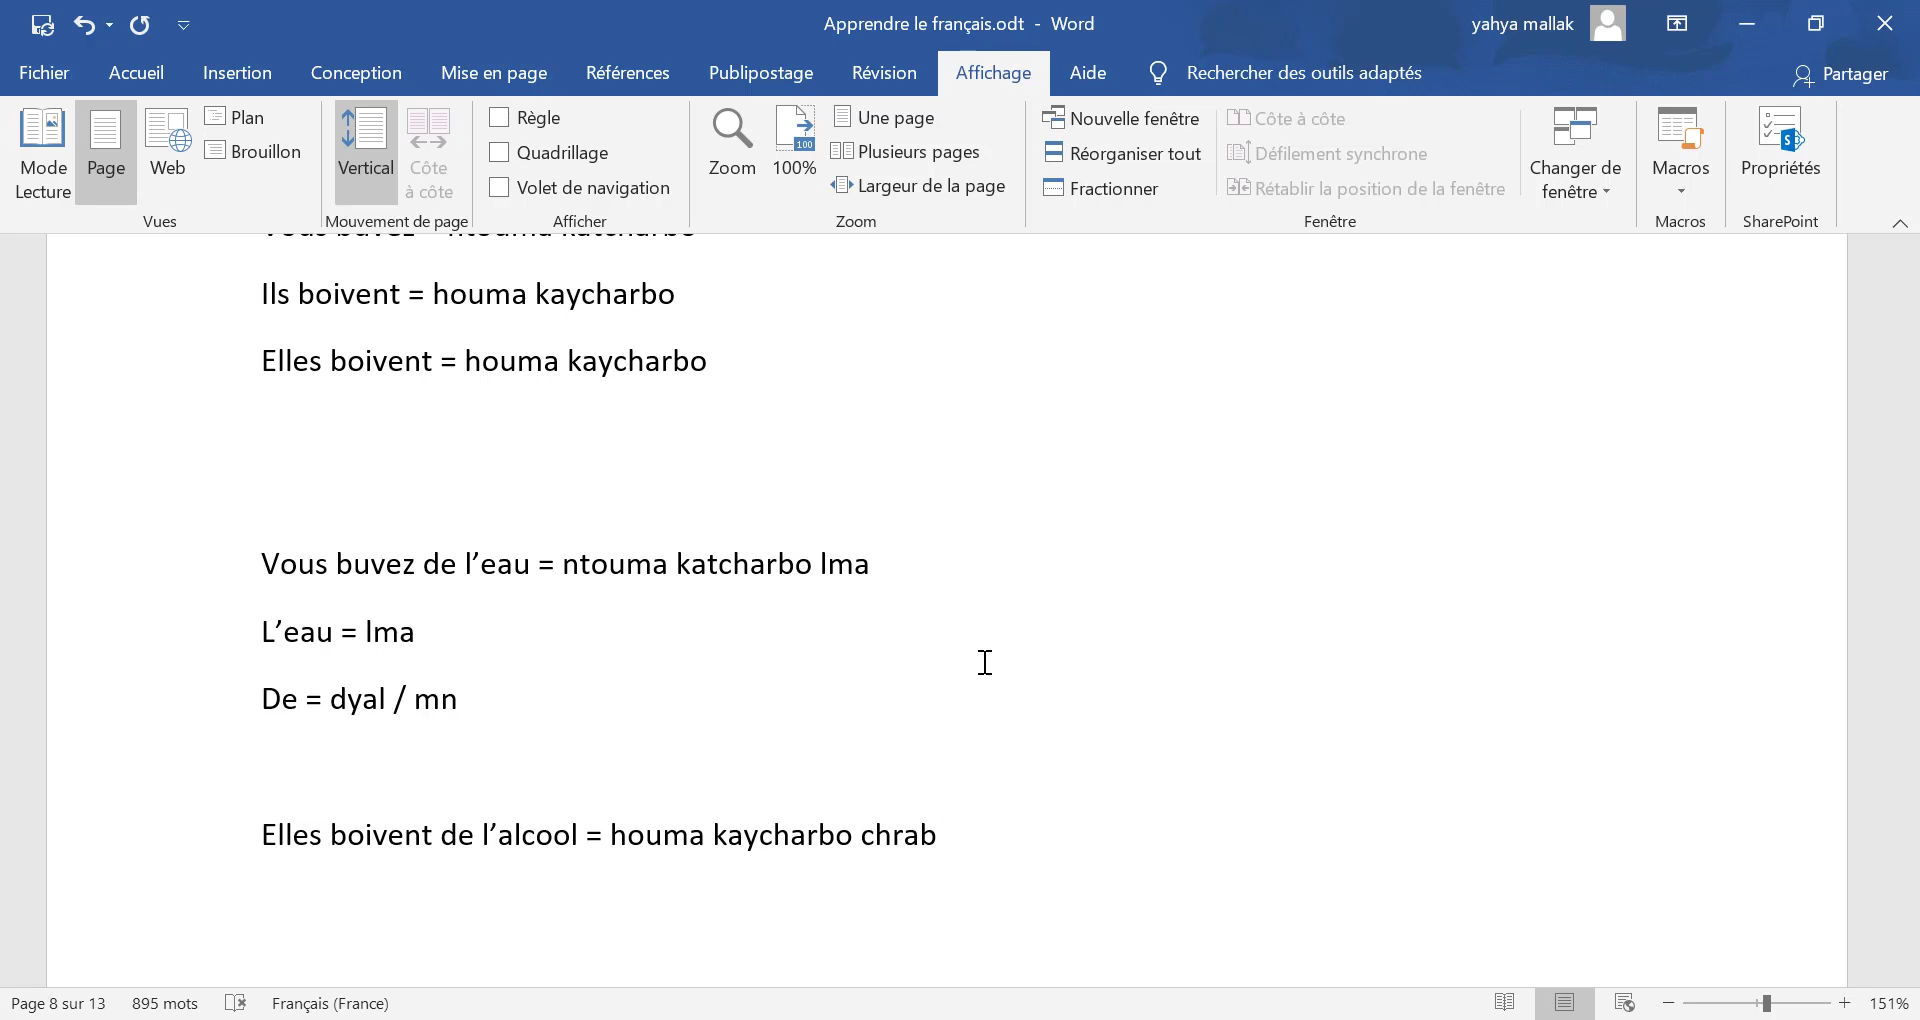 Apprendre le français.odt - Word
yahya mallak
Fichier Accueil Insertion Conception Mise en page Références Publipostage Révision Affichage Aide Rechercher des outils adaptés Partager
Mode Lecture
Page
Web
Plan
Brouillon
Vues
Vertical
Côte à côte
Mouvement de page
Règle
Quadrillage
Volet de navigation
Afficher
Zoom
100
100%
Une page
Plusieurs pages
Largeur de la page
Zoom
Nouvelle fenêtre
Réorganiser tout
Fractionner
Côte à côte
Défilement synchrone
Rétablir la position de la fenêtre
Changer de fenêtre
Fenêtre
Macros
Macros
S
Propriétés
SharePoint
Vous buvez = ntouma katcharbo
Ils boivent = houma kaycharbo
Elles boivent = houma kaycharbo
Vous buvez de l’eau = ntouma katcharbo lma
L’eau = lma
De = dyal / mn
Elles boivent de l’alcool = houma kaycharbo chrab
Page 8 sur 13 895 mots Français (France) 151%